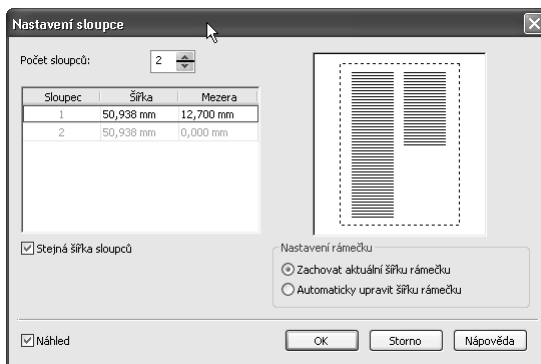 Nastavení sloupce
Počet sloupců: 2
Sloupec Šířka Mezera
1 50,938 mm 12,700 mm
2 50,938 mm 0,000 mm
Stejná šířka sloupců
Nastavení rámečku
Zachovat aktuální šířku rámečku
Automaticky upravit šířku rámečku
Náhled
OK Storno Nápověda